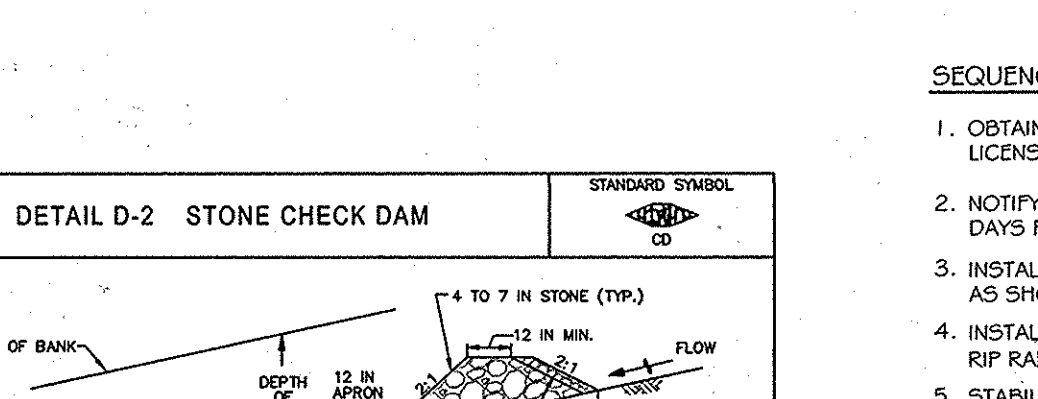 DETAIL D-2 STONE CHECK DAM
STANDARD SYMBOL
CD
4 TO 7 IN STONE (TYP.)
12 IN MIN.
FLOW
2:1
2:1
OF BANK
DEPTH
OF
12 IN
APRON
SEQUEN
1. OBTAIN
LICENS
2. NOTIFY
DAYS
3. INSTAL
AS SH
4. INSTAL
RIP RA
5. STABIL